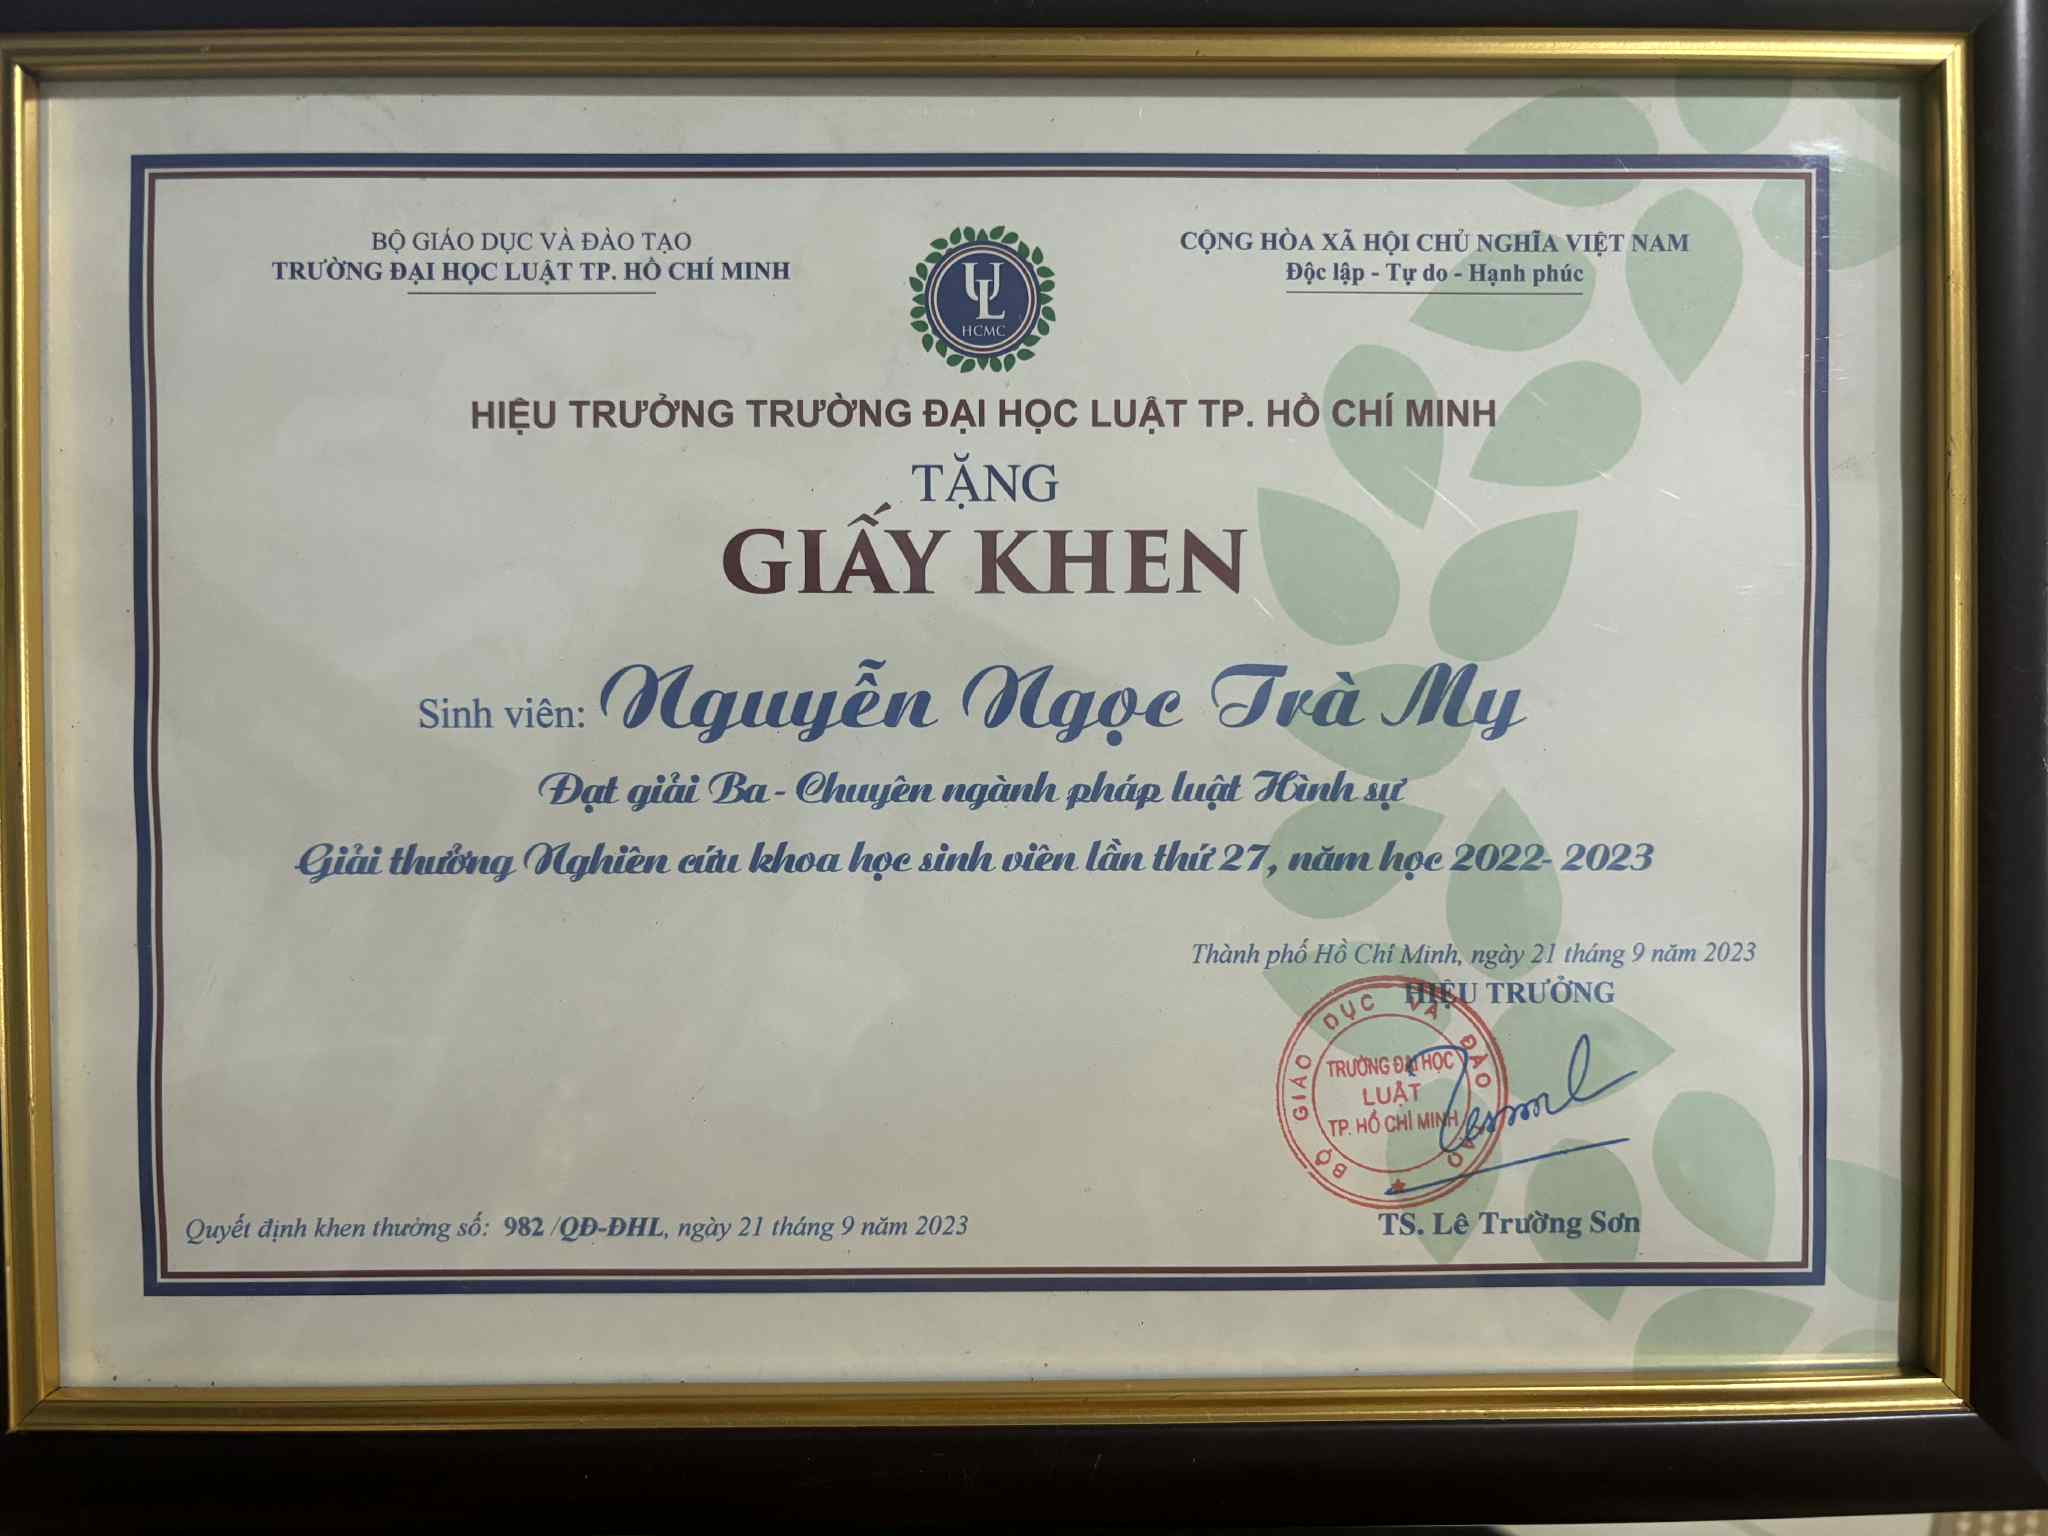 BỘ GIÁO DỤC VÀ ĐÀO TẠO
TRƯỜNG ĐẠI HỌC LUẬT TP. HỒ CHÍ MINH
UL
HCMC
CỘNG HÒA XÃ HỘI CHỦ NGHĨA VIỆT NAM
Độc lập - Tự do - Hạnh phúc
HIỆU TRƯỞNG TRƯỜNG ĐẠI HỌC LUẬT TP. HỒ CHÍ MINH
TẶNG
GIẤY KHEN
Sinh viên: Nguyễn Ngọc Trà My
Đạt giải Ba - Chuyên ngành pháp luật Hình sự
Giải thưởng Nghiên cứu khoa học sinh viên lần thứ 27, năm học 2022- 2023
Thành phố Hồ Chí Minh, ngày 21 tháng 9 năm 2023
HIỆU TRƯỞNG
BỘ GIÁO DỤC VÀ ĐÀO TẠO
TRƯỜNG ĐẠI HỌC
LUẬT
TP. HỒ CHÍ MINH
TS. Lê Trường Sơn
Quyết định khen thưởng số: 982 /QĐ-ĐHL, ngày 21 tháng 9 năm 2023